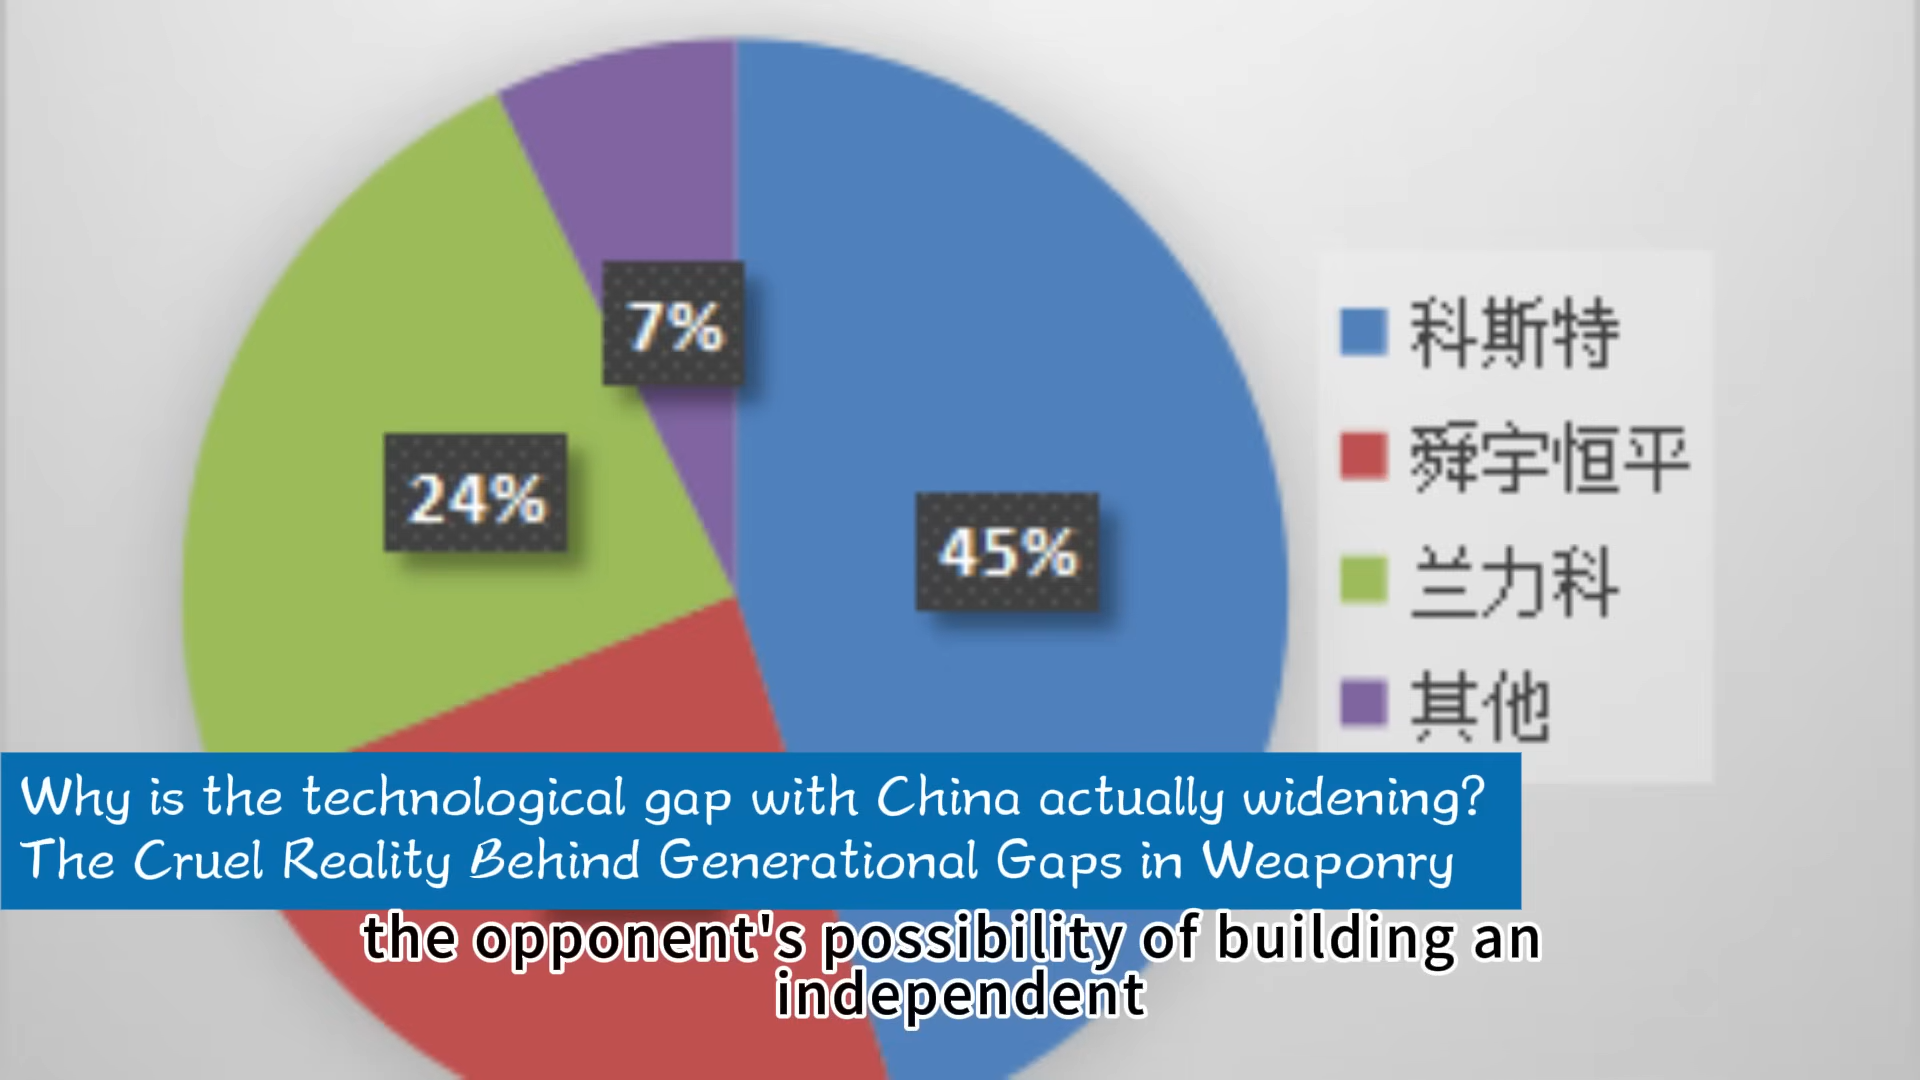 7%
24%
45%
科斯特
舜宇恒平
兰力科
其他
Why is the technological gap with China actually widening?
The Cruel Reality Behind Generational Gaps in Weaponry
the opponent's possibility of building an
independent